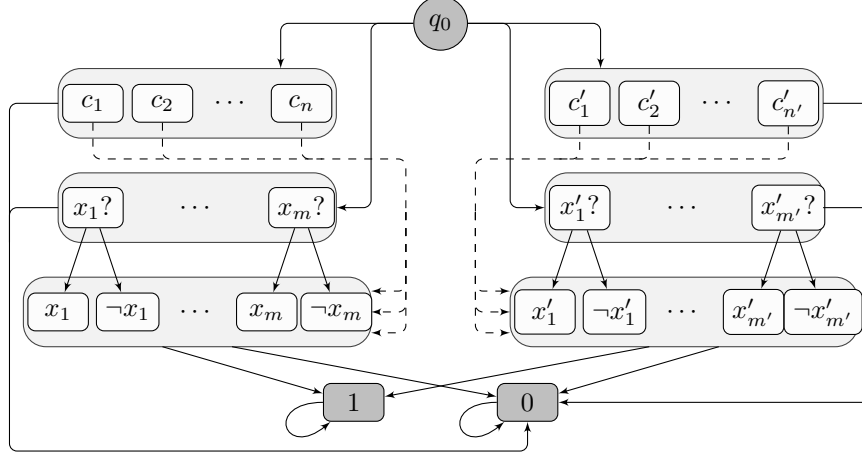 q₀
c₁ c₂ ⋯ cₙ c′₁ c′₂ ⋯ c′ₙ′
x₁? ⋯ xₘ? x′₁? ⋯ x′ₘ′?
x₁ ¬x₁ ⋯ xₘ ¬xₘ x′₁ ¬x′₁ ⋯ x′ₘ′ ¬x′ₘ′
1 0